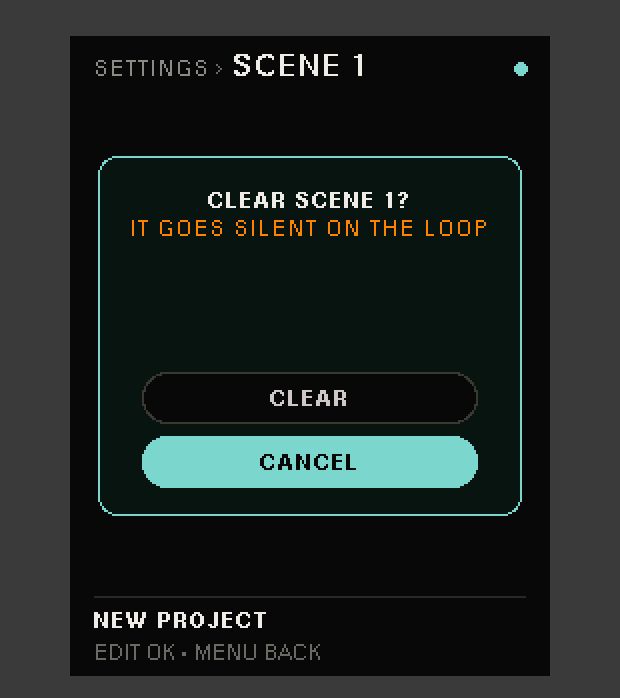 SETTINGS › SCENE 1
CLEAR SCENE 1?
IT GOES SILENT ON THE LOOP
CLEAR
CANCEL
NEW PROJECT
EDIT OK · MENU BACK